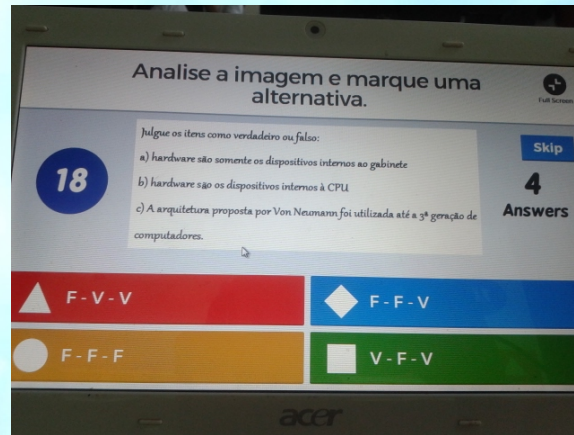 Analise a imagem e marque uma
alternativa.
Full Screen
Julgue os itens como verdadeiro ou falso:
a) hardware são somente os dispositivos internos ao gabinete
b) hardware são os dispositivos internos à CPU
c) A arquitetura proposta por Von Neumann foi utilizada até a 3ª geração de
computadores.
18
Skip
4
Answers
F - V - V
F - F - V
F - F - F
V - F - V
acer